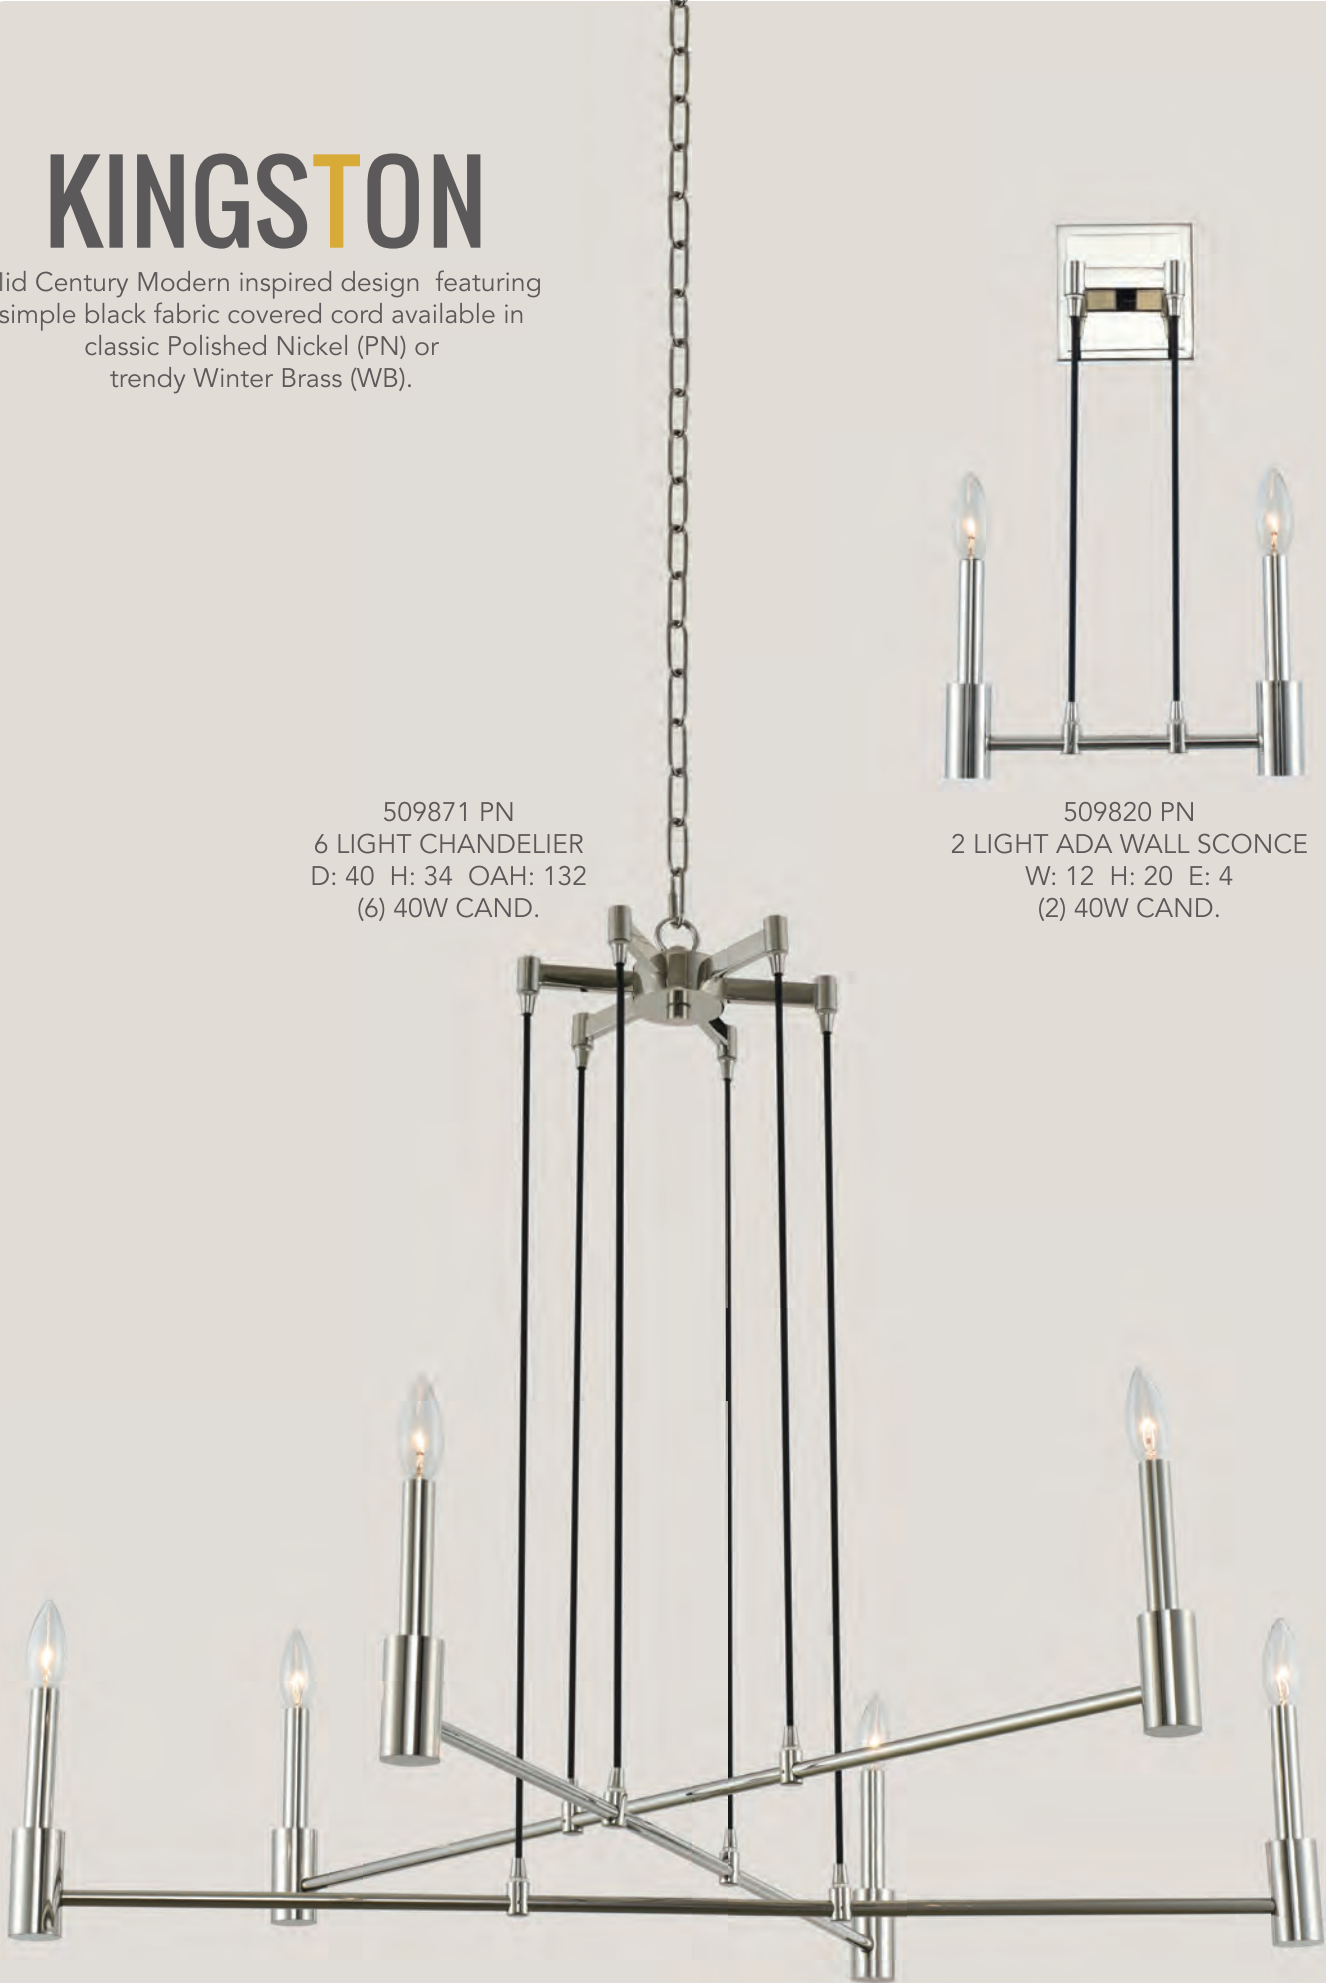 KINGSTON
Century Modern inspired design featuring
simple black fabric covered cord available in
classic Polished Nickel (PN) or
trendy Winter Brass (WB).
509871 PN
6 LIGHT CHANDELIER
D: 40 H: 34 OAH: 132
(6) 40W CAND.
509820 PN
2 LIGHT ADA WALL SCONCE
W: 12 H: 20 E: 4
(2) 40W CAND.